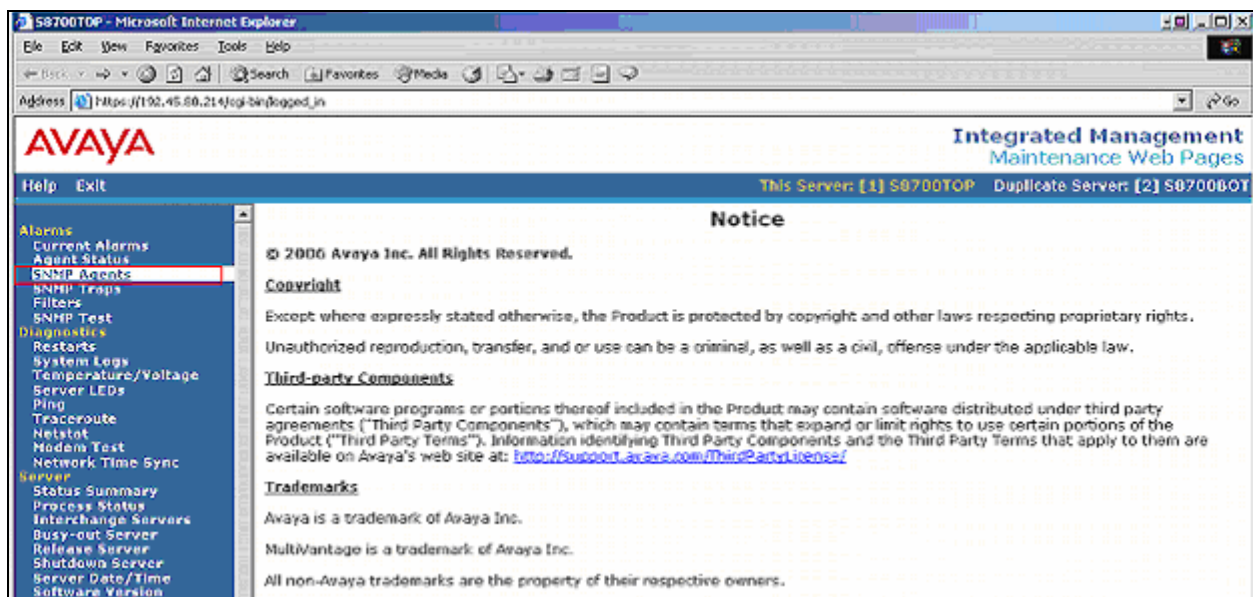 S8700TOP - Microsoft Internet Explorer
File Edit View Favorites Tools Help
Back Search Favorites Media
Address https://192.45.80.214/cgi-bin/logged_in Go
AVAYA
Integrated Management
Maintenance Web Pages
Help Exit
This Server: [1] S8700TOP Duplicate Server: [2] S8700BOT
Alarms
Current Alarms
Agent Status
SNMP Agents
SNMP Traps
Filters
SNMP Test
Diagnostics
Restarts
System Logs
Temperature/Voltage
Server LEDs
Ping
Traceroute
Netstat
Modem Test
Network Time Sync
Server
Status Summary
Process Status
Interchange Servers
Busy-out Server
Release Server
Shutdown Server
Server Date/Time
Software Version
Notice
© 2006 Avaya Inc. All Rights Reserved.
Copyright
Except where expressly stated otherwise, the Product is protected by copyright and other laws respecting proprietary rights.
Unauthorized reproduction, transfer, and or use can be a criminal, as well as a civil, offense under the applicable law.
Third-party Components
Certain software programs or portions thereof included in the Product may contain software distributed under third party
agreements ("Third Party Components"), which may contain terms that expand or limit rights to use certain portions of the
Product ("Third Party Terms"). Information identifying Third Party Components and the Third Party Terms that apply to them are
available on Avaya's web site at: http://support.avaya.com/ThirdPartyLicense/
Trademarks
Avaya is a trademark of Avaya Inc.
MultiVantage is a trademark of Avaya Inc.
All non-Avaya trademarks are the property of their respective owners.